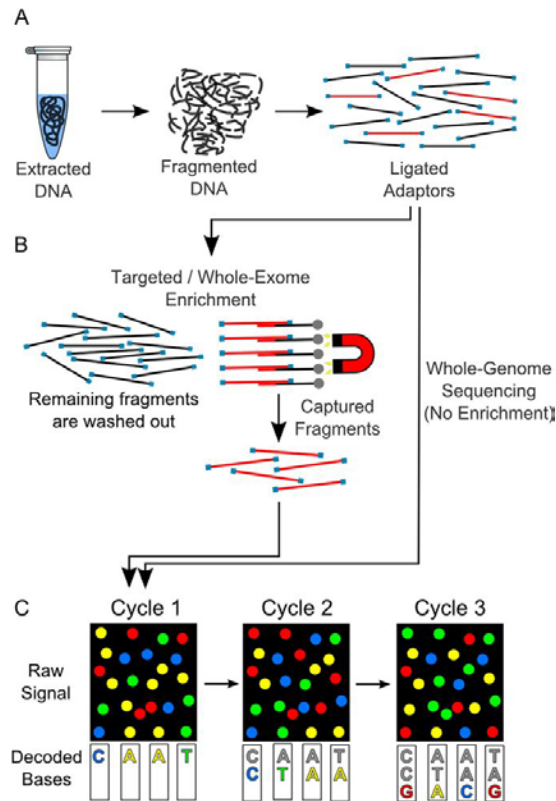 A
Extracted
DNA
Fragmented
DNA
Ligated
Adaptors
B
Targeted / Whole-Exome
Enrichment
Remaining fragments
are washed out
Captured
Fragments
Whole-Genome
Sequencing
(No Enrichment)
C
Cycle 1
Cycle 2
Cycle 3
Raw
Signal
Decoded
Bases
C A A T
C A A T
C T A A
C A A T
C T A A
G A C G